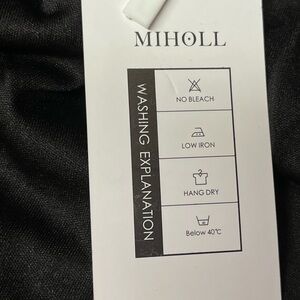 MIHOLL
WASHING EXPLANATION
NO BLEACH
LOW IRON
HANG DRY
Below 40℃